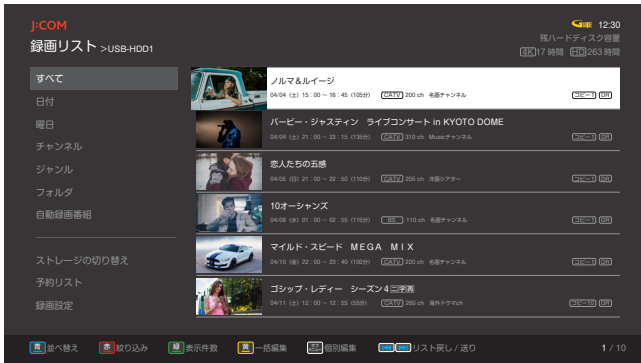 J:COM
G ガイド 12:30
録画リスト >USB-HDD1
残ハードディスク容量
4K 17時間 HD 263時間
すべて
日付
曜日
チャンネル
ジャンル
フォルダ
自動録画番組
ストレージの切り替え
予約リスト
録画設定
ノルマ&ルイージ
04/04 (土) 15:00 ～ 16:45 (105分) CATV 200 ch 名画チャンネル コピー1 DR
バービー・ジャスティン ライブコンサート in KYOTO DOME
04/04 (土) 21:00 ～ 23:15 (135分) CATV 310 ch Musicチャンネル コピー1 DR
恋人たちの五感
04/05 (日) 21:00 ～ 22:50 (110分) CATV 205 ch 洋画シアター コピー1 DR
10オーシャンズ
04/08 (水) 01:00 ～ 02:55 (115分) BS 110 ch 名画チャンネル コピー1 DR
マイルド・スピード MEGA MIX
04/10 (金) 22:00 ～ 23:40 (100分) CATV 220 ch 名画チャンネル コピー1 DR
ゴシップ・レディー シーズン4 二 字 再
04/11 (土) 12:00 ～ 12:55 (55分) CATV 260 ch 海外ドラマch コピー10 DR
青 並べ替え 赤 絞り込み 緑 表示件数 黄 一括編集 個別編集 リスト戻し / 送り 1 / 10